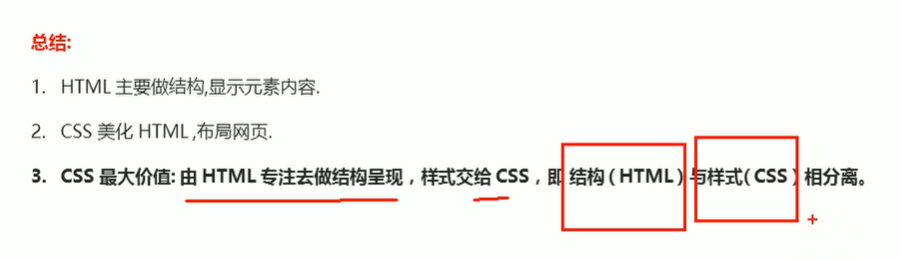 总结:
1. HTML 主要做结构,显示元素内容.
2. CSS 美化 HTML ,布局网页.
3. CSS 最大价值: 由 HTML 专注去做结构呈现，样式交给 CSS，即 结构 ( HTML ) 与样式( CSS ) 相分离。